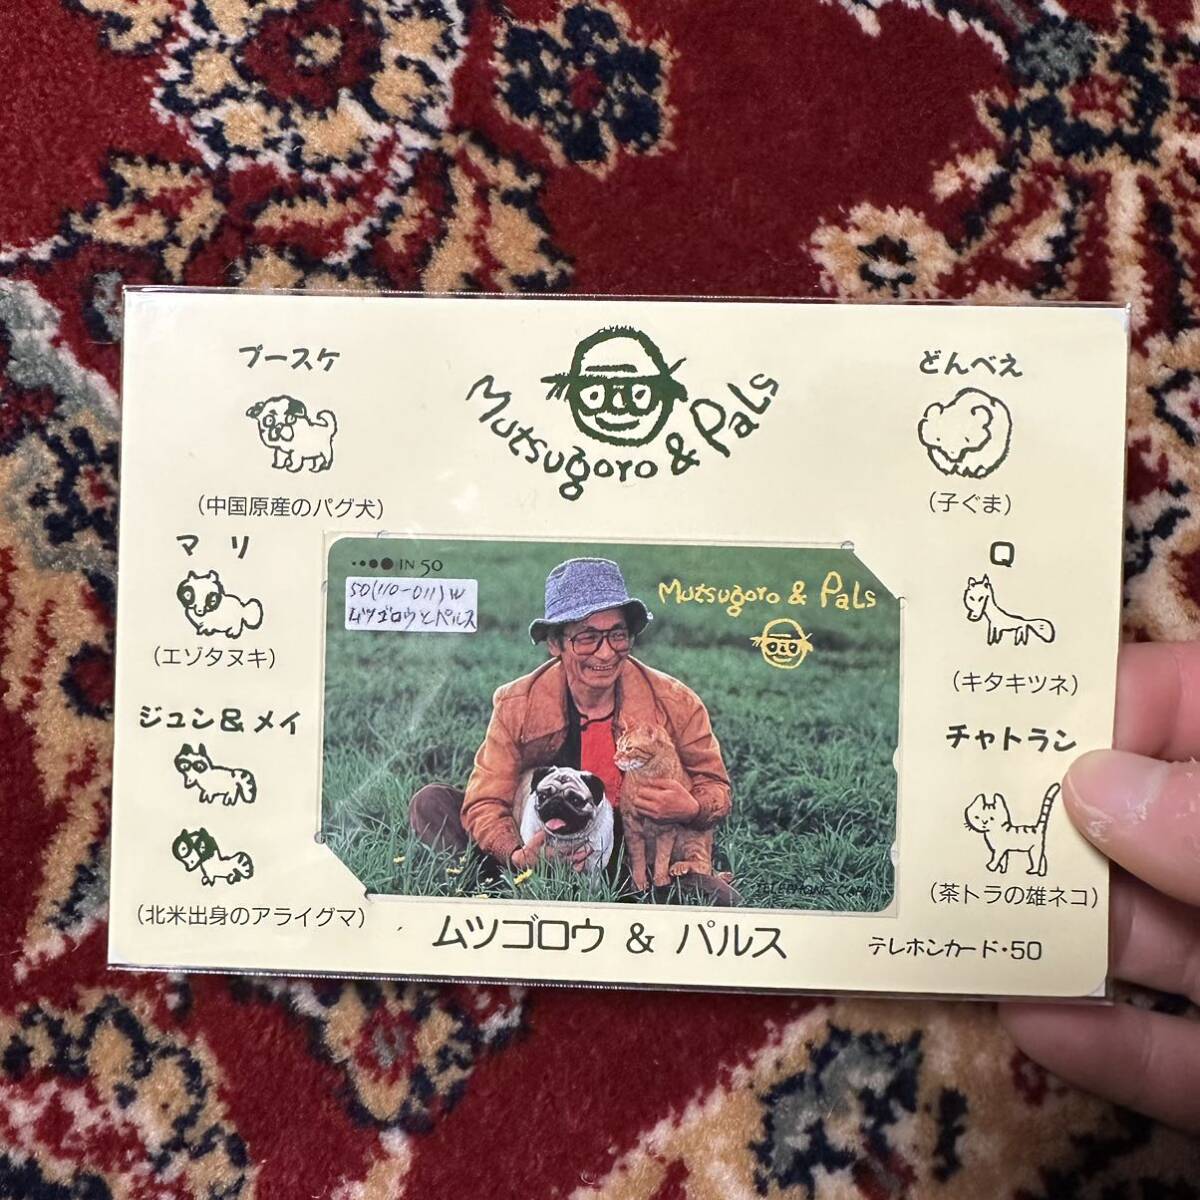 Mutsugoro & Pals
プースケ
(中国原産のパグ犬)
マリ
(エゾタヌキ)
ジュン&メイ
(北米出身のアライグマ)
どんべえ
(子ぐま)
Q
(キタキツネ)
チャトラン
(茶トラの雄ネコ)
IN 50
50(110-011)W
ムツゴロウとパルス
Mutsugoro & Pals
TELEPHONE CARD
ムツゴロウ & パルス
テレホンカード・50